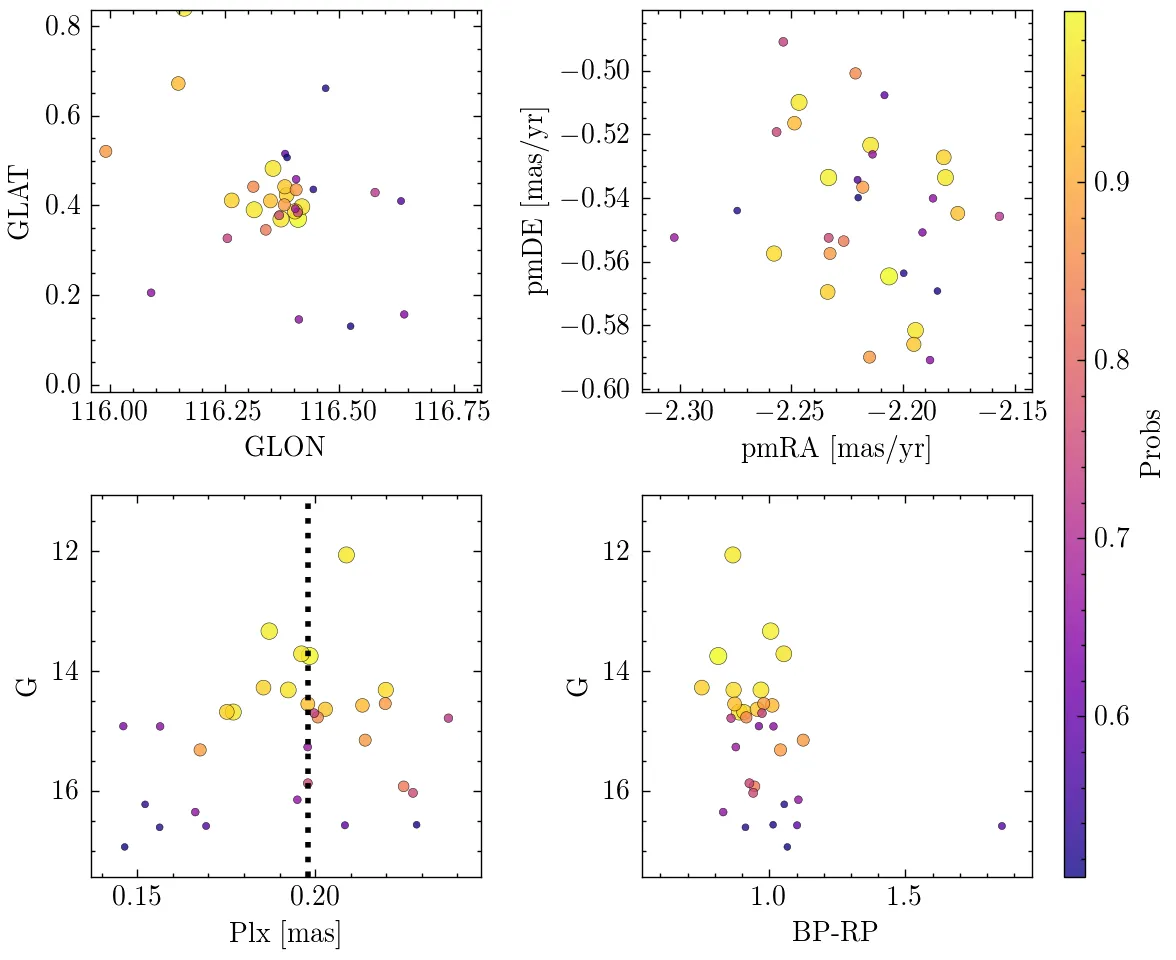 0.8
0.6
0.4
0.2
0.0
GLAT
116.00 116.25 116.50 116.75
GLON
−0.50
−0.52
−0.54
−0.56
−0.58
−0.60
pmDE [mas/yr]
−2.30 −2.25 −2.20 −2.15
pmRA [mas/yr]
0.9
0.8
0.7
0.6
Probs
12
14
16
G
0.15 0.20
Plx [mas]
12
14
16
G
1.0 1.5
BP-RP